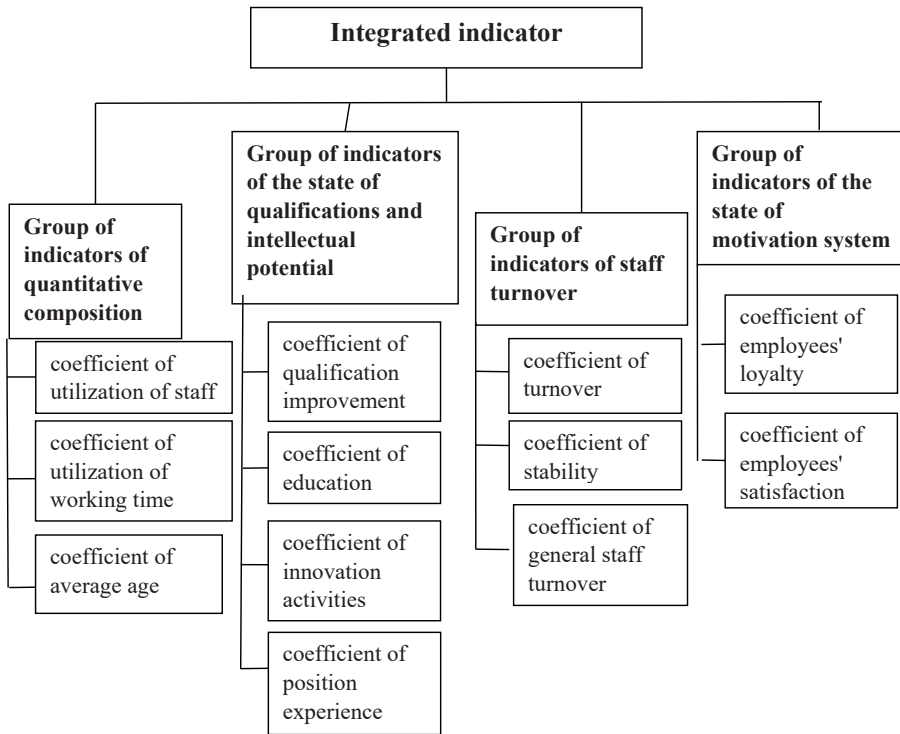 Integrated indicator
Group of
indicators of
quantitative
composition
coefficient of
utilization of staff
coefficient of
utilization of
working time
coefficient of
average age
Group of indicators
of the state of
qualifications and
intellectual
potential
coefficient of
qualification
improvement
coefficient of
education
coefficient of
innovation
activities
coefficient of
position
experience
Group of
indicators of staff
turnover
coefficient of
turnover
coefficient of
stability
coefficient of
general staff
turnover
Group of
indicators of the
state of
motivation system
coefficient of
employees'
loyalty
coefficient of
employees'
satisfaction